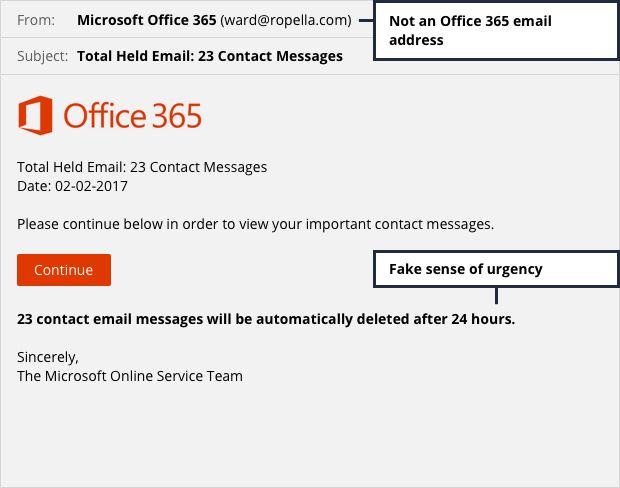 From: Microsoft Office 365 (ward@ropella.com)
Not an Office 365 email
address
Subject: Total Held Email: 23 Contact Messages
Office 365
Total Held Email: 23 Contact Messages
Date: 02-02-2017
Please continue below in order to view your important contact messages.
Continue
Fake sense of urgency
23 contact email messages will be automatically deleted after 24 hours.
Sincerely,
The Microsoft Online Service Team